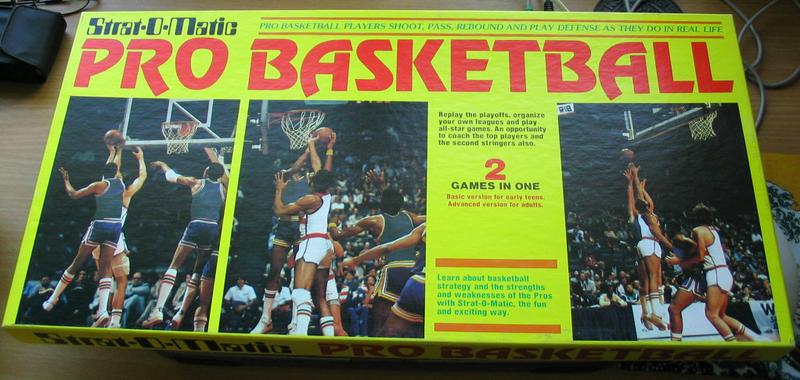 Strat-O-Matic
PRO BASKETBALL PLAYERS SHOOT, PASS, REBOUND AND PLAY DEFENSE AS THEY DO IN REAL LIFE
PRO BASKETBALL
Replay the playoffs, organize
your own leagues and play
all-star games. An opportunity
to coach the top players and
the second stringers also.
2
GAMES IN ONE
Basic version for early teens.
Advanced version for adults.
Learn about basketball
strategy and the strengths
and weaknesses of the Pros
with Strat-O-Matic, the fun
and exciting way.
Strat-O-Matic PRO BASKETBALL